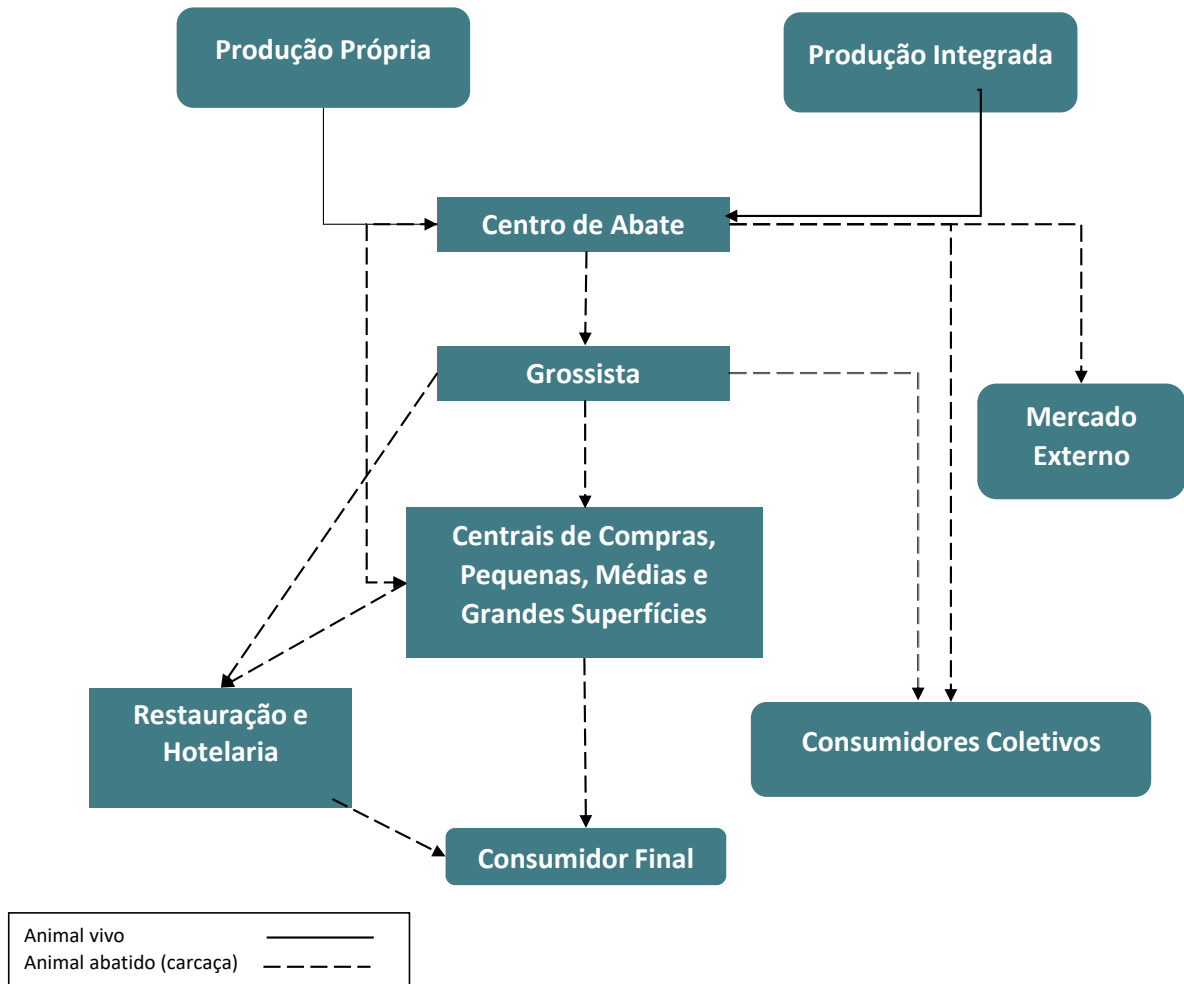 Produção Própria
Produção Integrada
Centro de Abate
Grossista
Mercado
Externo
Centrais de Compras,
Pequenas, Médias e
Grandes Superfícies
Restauração e
Hotelaria
Consumidores Coletivos
Consumidor Final
Animal vivo
Animal abatido (carcaça)